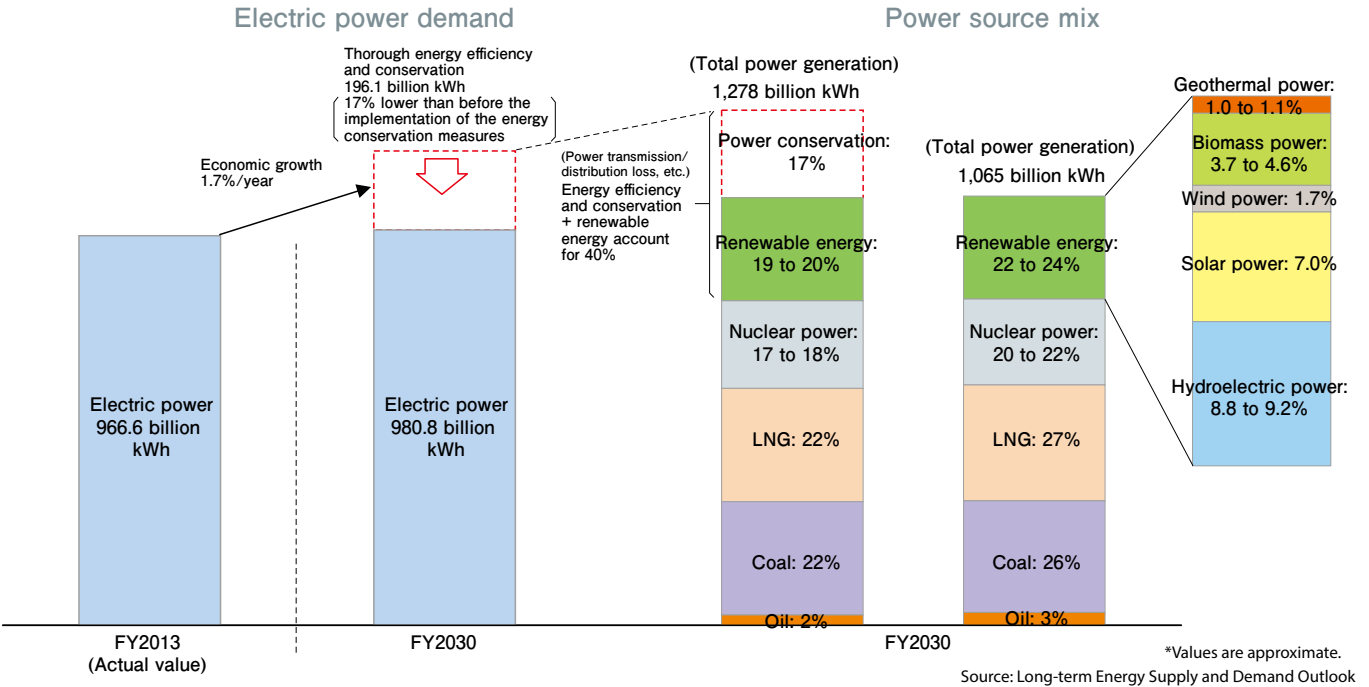 Electric power demand
Power source mix
Thorough energy efficiency
and conservation
196.1 billion kWh
17% lower than before the
implementation of the energy
conservation measures
Economic growth
1.7%/year
Electric power
966.6 billion
kWh
Electric power
980.8 billion
kWh
(Power transmission/
distribution loss, etc.)
Energy efficiency
and conservation
+ renewable
energy account
for 40%
(Total power generation)
1,278 billion kWh
Power conservation:
17%
Renewable energy:
19 to 20%
Nuclear power:
17 to 18%
LNG: 22%
Coal: 22%
Oil: 2%
(Total power generation)
1,065 billion kWh
Renewable energy:
22 to 24%
Nuclear power:
20 to 22%
LNG: 27%
Coal: 26%
Oil: 3%
Geothermal power:
1.0 to 1.1%
Biomass power:
3.7 to 4.6%
Wind power: 1.7%
Solar power: 7.0%
Hydroelectric power:
8.8 to 9.2%
FY2013
(Actual value)
FY2030
FY2030
*Values are approximate.
Source: Long-term Energy Supply and Demand Outlook